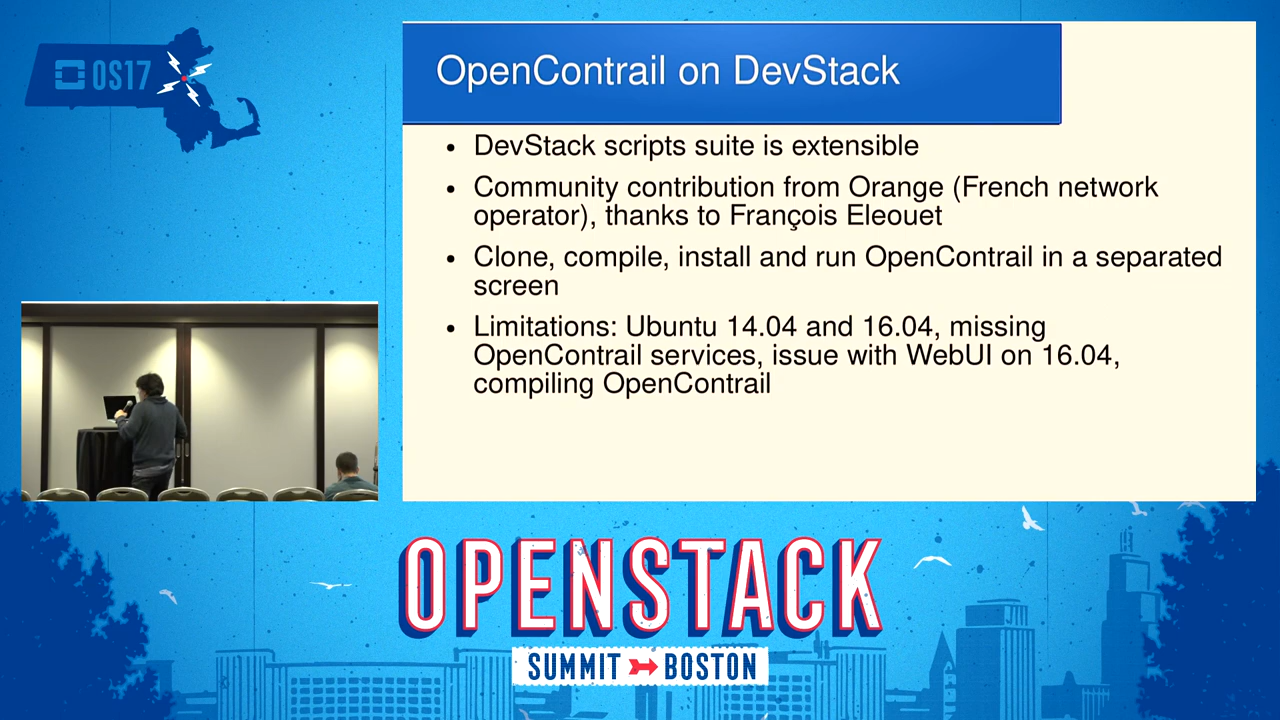 OS17
OpenContrail on DevStack
• DevStack scripts suite is extensible
• Community contribution from Orange (French network
operator), thanks to François Eleouet
• Clone, compile, install and run OpenContrail in a separated
screen
• Limitations: Ubuntu 14.04 and 16.04, missing
OpenContrail services, issue with WebUI on 16.04,
compiling OpenContrail
OPENSTACK
SUMMIT BOSTON